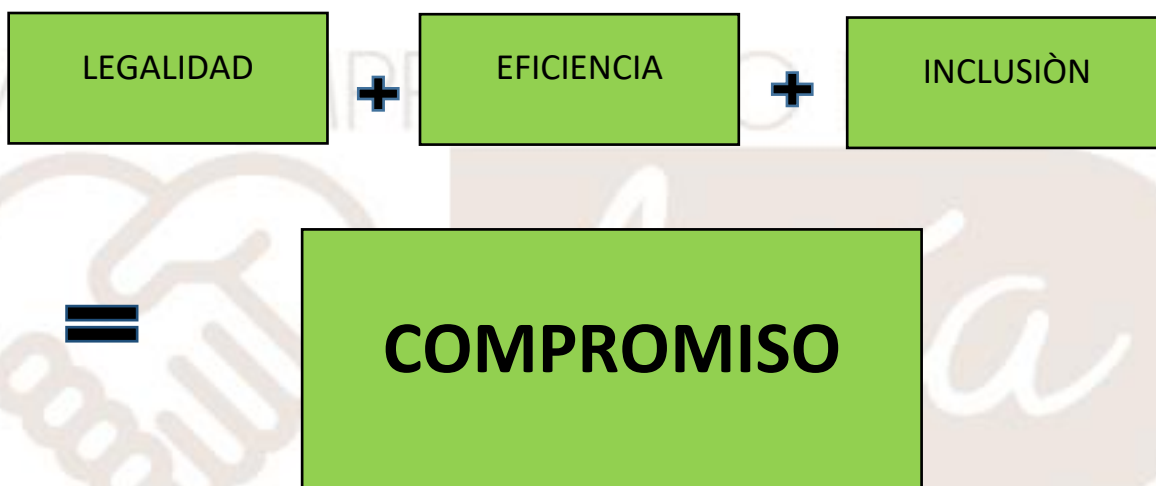 LEGALIDAD + EFICIENCIA + INCLUSIÒN
= COMPROMISO